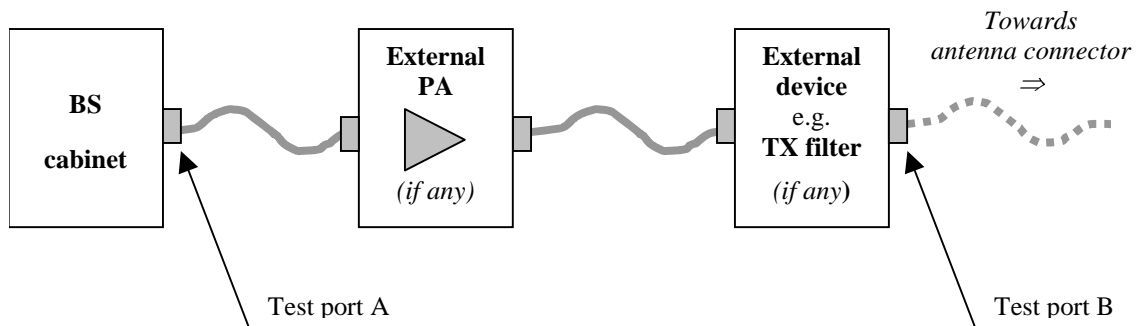 BS
cabinet
External
PA
(if any)
External
device
e.g.
TX filter
(if any)
Towards
antenna connector
⇒
Test port A
Test port B